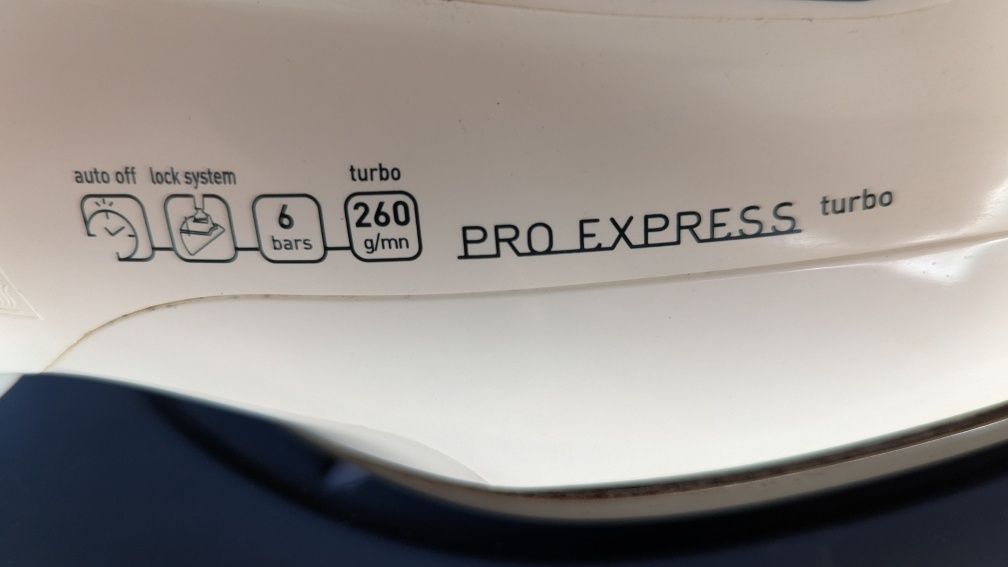 auto off lock system turbo
6 bars
260 g/mn
PRO EXPRESS turbo